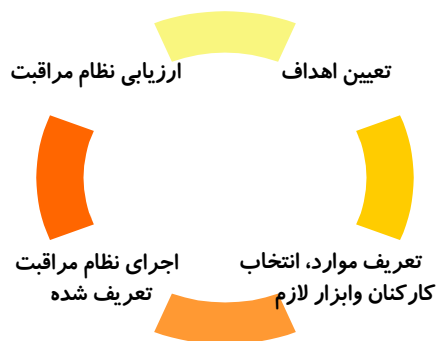 تعیین اهداف
ارزیابی نظام مراقبت
تعریف موارد، انتخاب
کارکنان وابزار لازم
اجرای نظام مراقبت
تعریف شده